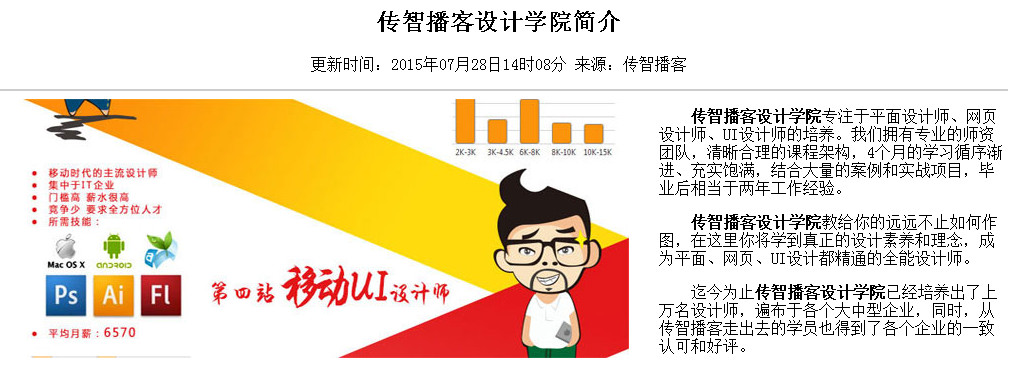 传智播客设计学院简介
更新时间：2015年07月28日14时08分 来源：传智播客
2K-3K 3K-4.5K 6K-8K 8K-10K 10K-15K
移动时代的主流设计师
集中于IT企业
门槛高 薪水很高
竞争少 要求全方位人才
所需技能：
Mac OS X ANDROID
Ps Ai Fl
平均月薪：6570
第四站 移动UI设计师
传智播客设计学院专注于平面设计师、网页
设计师、UI设计师的培养。我们拥有专业的师资
团队，清晰合理的课程架构，4个月的学习循序渐
进、充实饱满，结合大量的案例和实战项目，毕
业后相当于两年工作经验。
传智播客设计学院教给你的远远不止如何作
图，在这里你将学到真正的设计素养和理念，成
为平面、网页、UI设计都精通的全能设计师。
迄今为止传智播客设计学院已经培养出了上
万名设计师，遍布于各个大中型企业，同时，从
传智播客走出去的学员也得到了各个企业的一致
认可和好评。